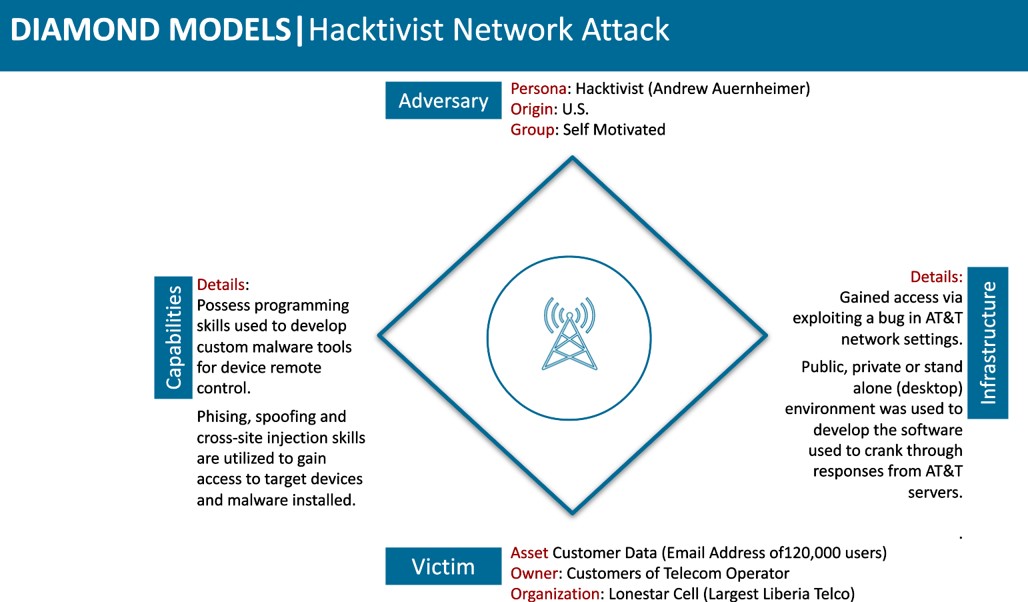 DIAMOND MODELS|Hacktivist Network Attack
Adversary
Persona: Hacktivist (Andrew Auernheimer)
Origin: U.S.
Group: Self Motivated
Capabilities
Details:
Possess programming
skills used to develop
custom malware tools
for device remote
control.
Phising, spoofing and
cross-site injection skills
are utilized to gain
access to target devices
and malware installed.
Details:
Gained access via
exploiting a bug in AT&T
network settings.
Public, private or stand
alone (desktop)
environment was used to
develop the software
used to crank through
responses from AT&T
servers.
.
Infrastructure
Victim
Asset Customer Data (Email Address of120,000 users)
Owner: Customers of Telecom Operator
Organization: Lonestar Cell (Largest Liberia Telco)